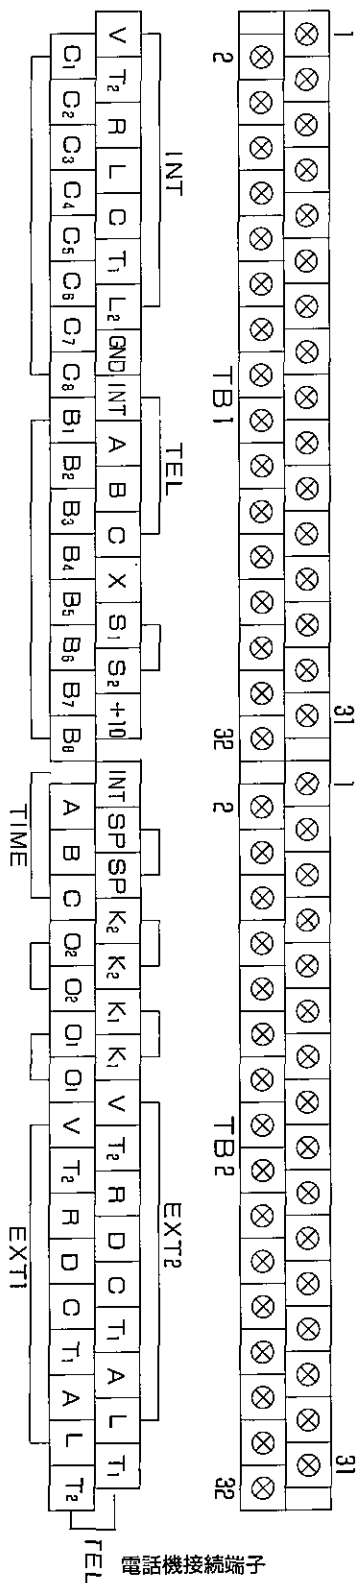 1 31 1 31
2 TB1 32 2 TB2 32
INT TEL EXT2
V T₂ R L C T₁ L₂ GND INT A B C X S₁ S₂ +10 INT SP SP K₂ K₂ K₁ K₁ V T₂ R D C T₁ A L T₁
C₁ C₂ C₃ C₄ C₅ C₆ C₇ C₈ B₁ B₂ B₃ B₄ B₅ B₆ B₇ B₈ A B C O₂ O₂ O₁ O₁ V T₂ R D C T₁ A L T₂
TIME EXT1 TEL
電話機接続端子